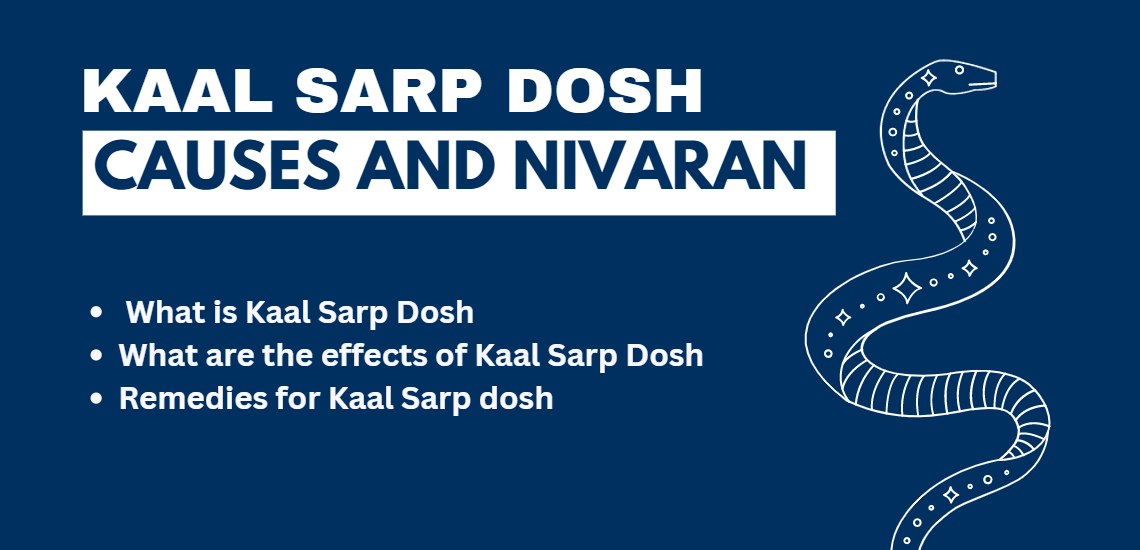 KAAL SARP DOSH
CAUSES AND NIVARAN
• What is Kaal Sarp Dosh
• What are the effects of Kaal Sarp Dosh
• Remedies for Kaal Sarp dosh